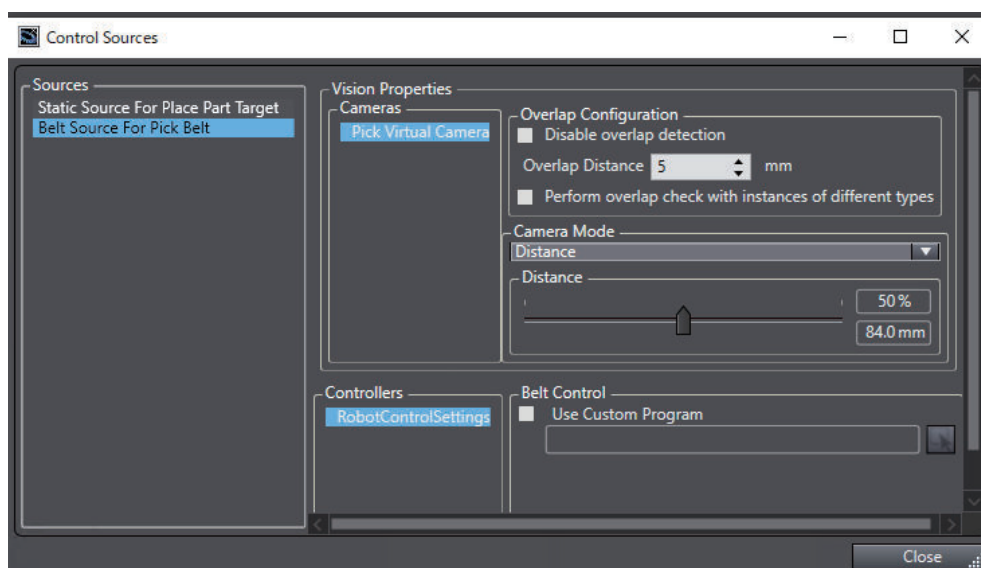 Control Sources
Sources
Static Source For Place Part Target
Belt Source For Pick Belt
Vision Properties
Cameras
Pick Virtual Camera
Overlap Configuration
Disable overlap detection
Overlap Distance 5 mm
Perform overlap check with instances of different types
Camera Mode
Distance
Distance
50 %
84.0 mm
Controllers
RobotControlSettings
Belt Control
Use Custom Program
Close